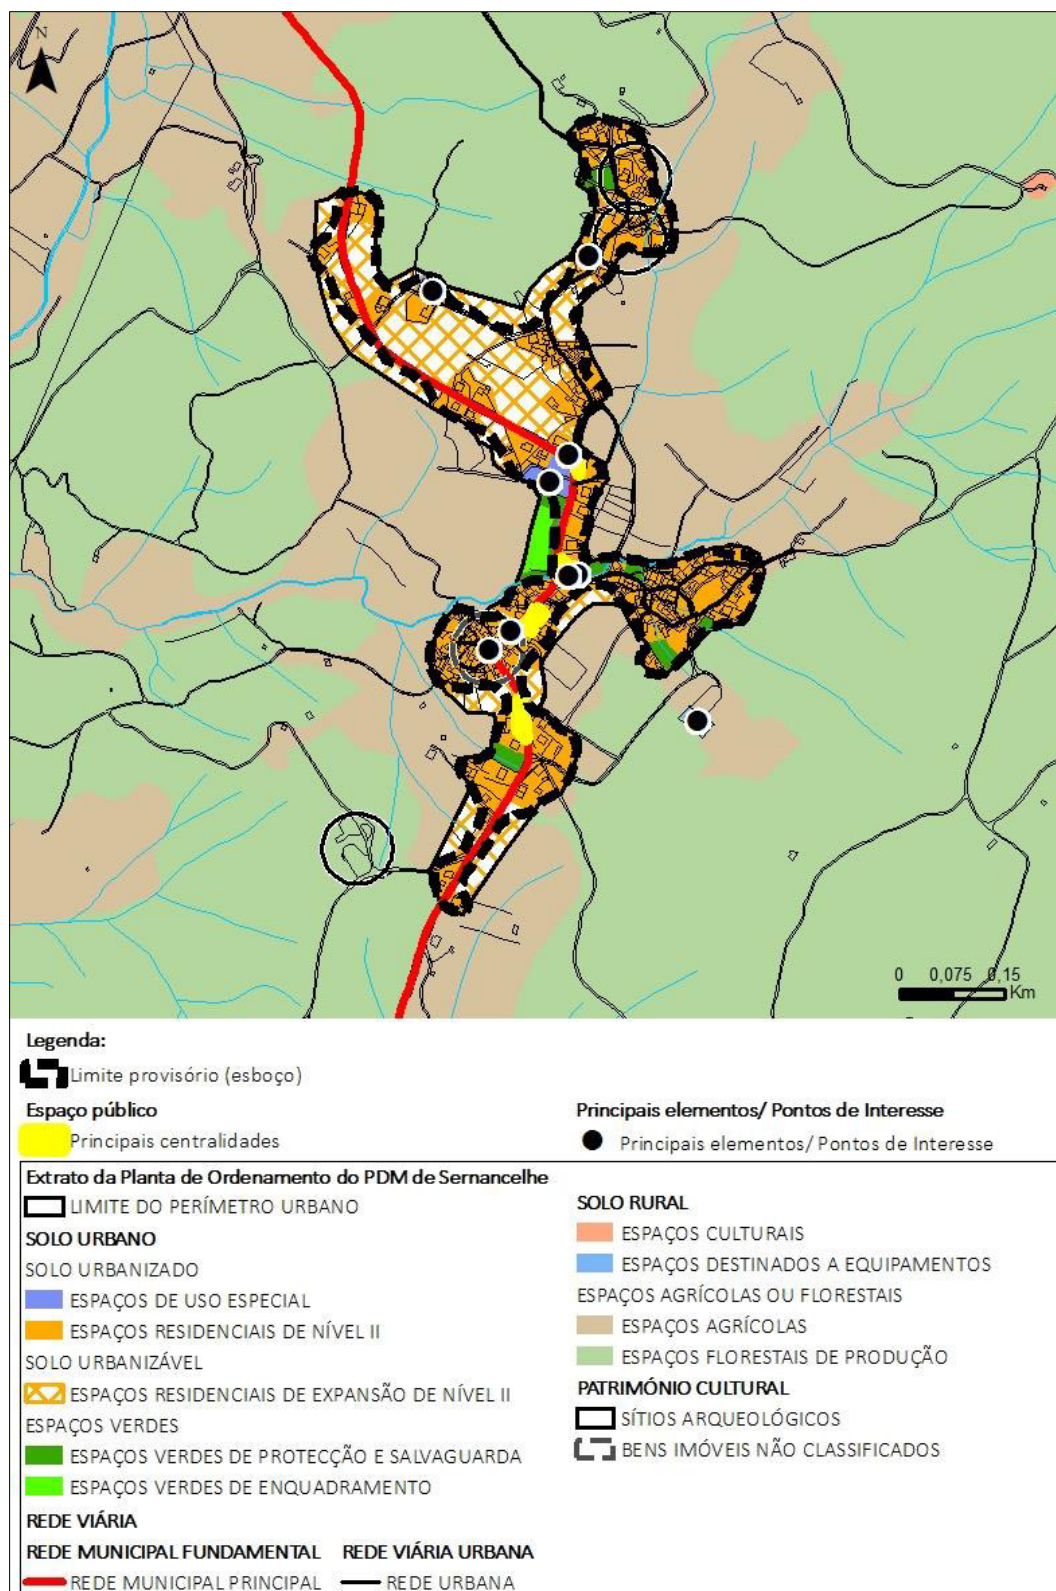 N
0 0,075 0,15
Km
Legenda:
Limite provisório (esboço)
Espaço público
Principais centralidades
Principais elementos/ Pontos de Interesse
Principais elementos/ Pontos de Interesse
Extrato da Planta de Ordenamento do PDM de Sernancelhe
LIMITE DO PERÍMETRO URBANO
SOLO URBANO
SOLO URBANIZADO
ESPAÇOS DE USO ESPECIAL
ESPAÇOS RESIDENCIAIS DE NÍVEL II
SOLO URBANIZÁVEL
ESPAÇOS RESIDENCIAIS DE EXPANSÃO DE NÍVEL II
ESPAÇOS VERDES
ESPAÇOS VERDES DE PROTECÇÃO E SALVAGUARDA
ESPAÇOS VERDES DE ENQUADRAMENTO
REDE VIÁRIA
REDE MUNICIPAL FUNDAMENTAL REDE VIÁRIA URBANA
REDE MUNICIPAL PRINCIPAL REDE URBANA
SOLO RURAL
ESPAÇOS CULTURAIS
ESPAÇOS DESTINADOS A EQUIPAMENTOS
ESPAÇOS AGRÍCOLAS OU FLORESTAIS
ESPAÇOS AGRÍCOLAS
ESPAÇOS FLORESTAIS DE PRODUÇÃO
PATRIMÓNIO CULTURAL
SÍTIOS ARQUEOLÓGICOS
BENS IMÓVEIS NÃO CLASSIFICADOS